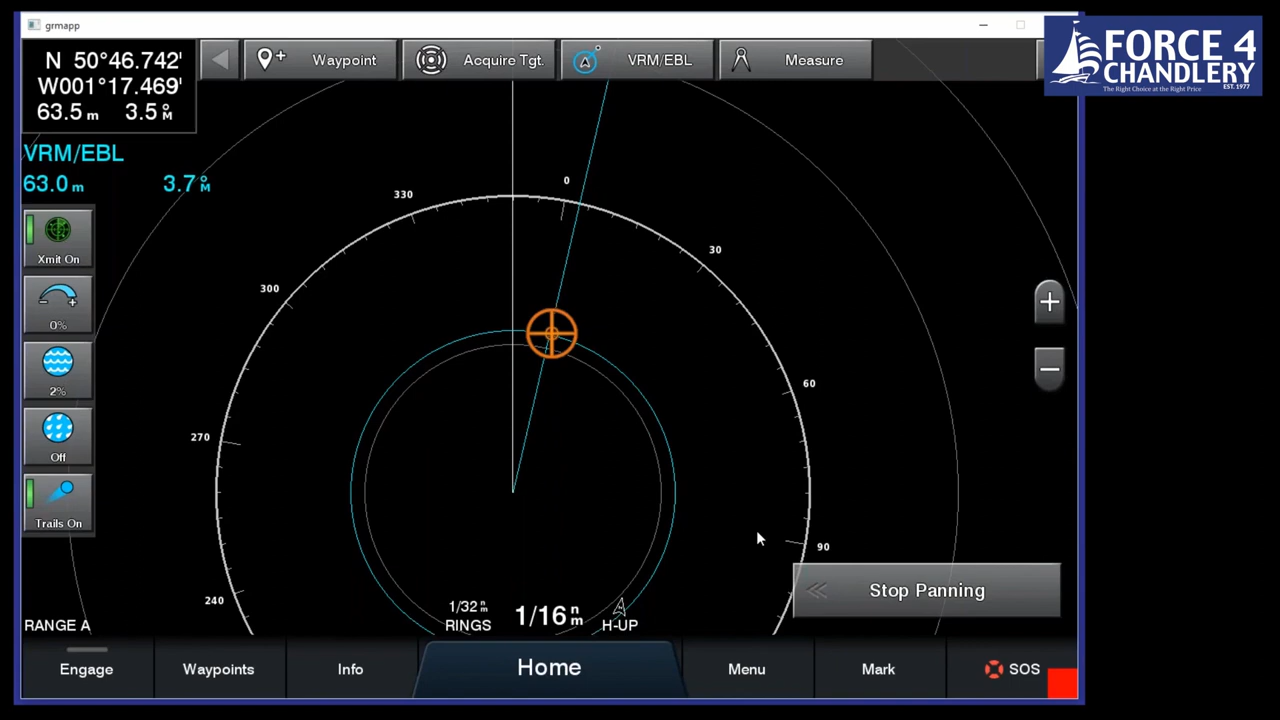 grmapp
FORCE 4
CHANDLERY
EST. 1977
The Right Choice at the Right Price
N 50°46.742'
W001°17.469'
63.5 m 3.5°M
Waypoint
Acquire Tgt.
VRM/EBL
Measure
VRM/EBL
63.0 m 3.7°M
Xmit On
0%
2%
Off
Trails On
330
0
30
300
60
270
90
240
Stop Panning
RANGE A
1/32 nm
RINGS
1/16 nm
H-UP
Engage
Waypoints
Info
Home
Menu
Mark
SOS